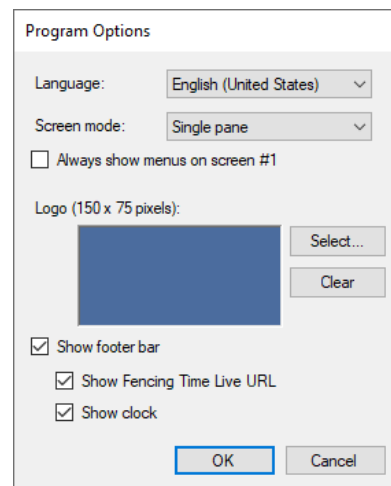 Program Options
Language:
English (United States)
Screen mode:
Single pane
Always show menus on screen #1
Logo (150 x 75 pixels):
Select...
Clear
Show footer bar
Show Fencing Time Live URL
Show clock
OK
Cancel